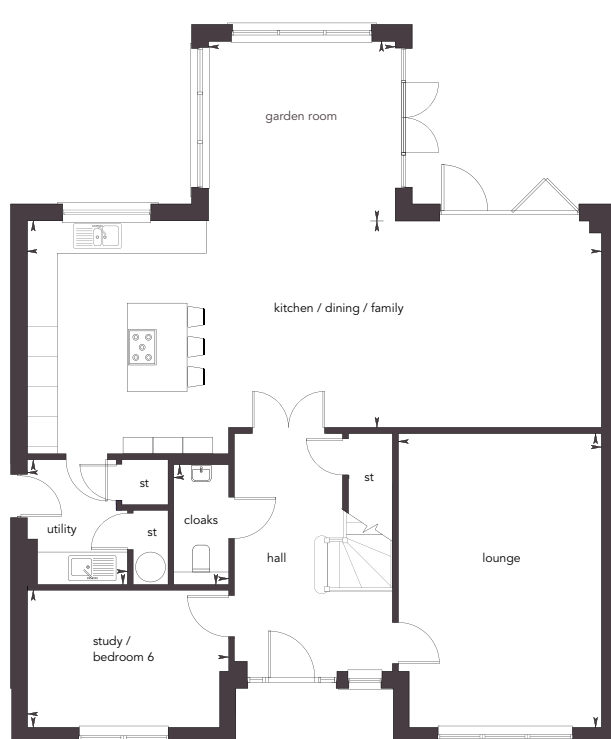 garden room
kitchen / dining / family
st
st
utility
st
cloaks
hall
lounge
study /
bedroom 6